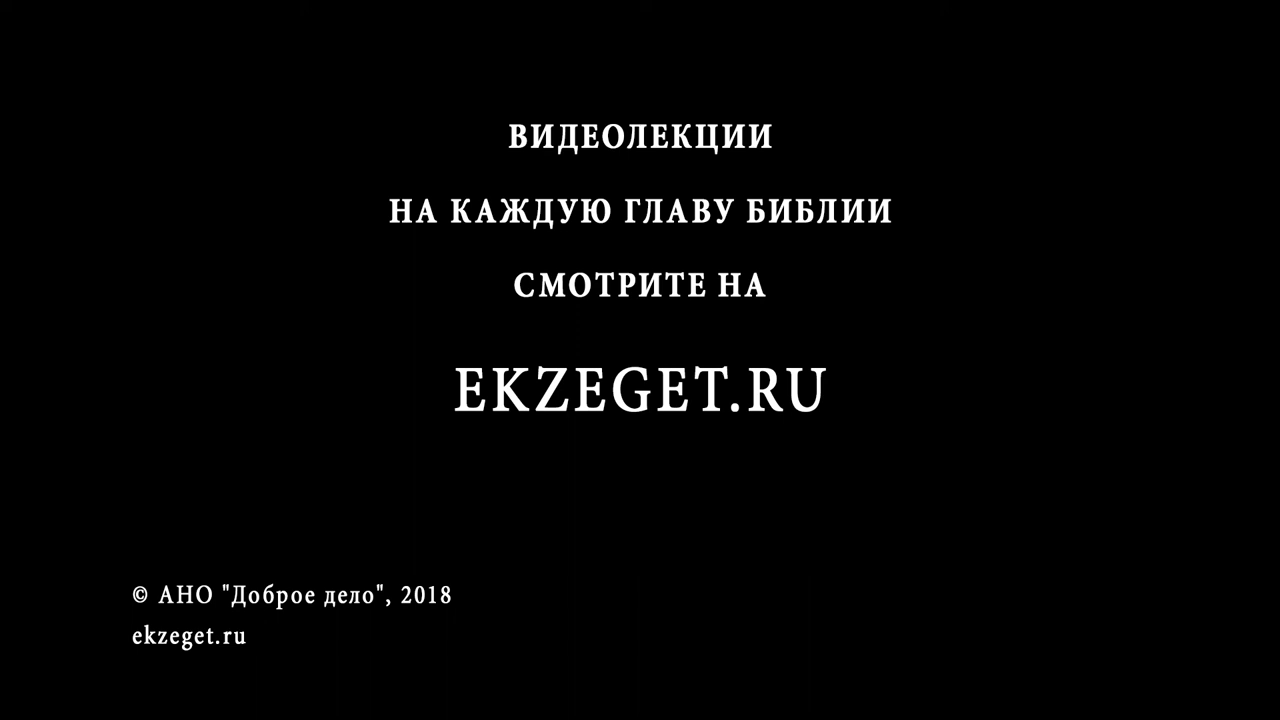 ВИДЕОЛЕКЦИИ
НА КАЖДУЮ ГЛАВУ БИБЛИИ
СМОТРИТЕ НА
EKZEGET.RU
© АНО "Доброе дело", 2018
ekzeget.ru